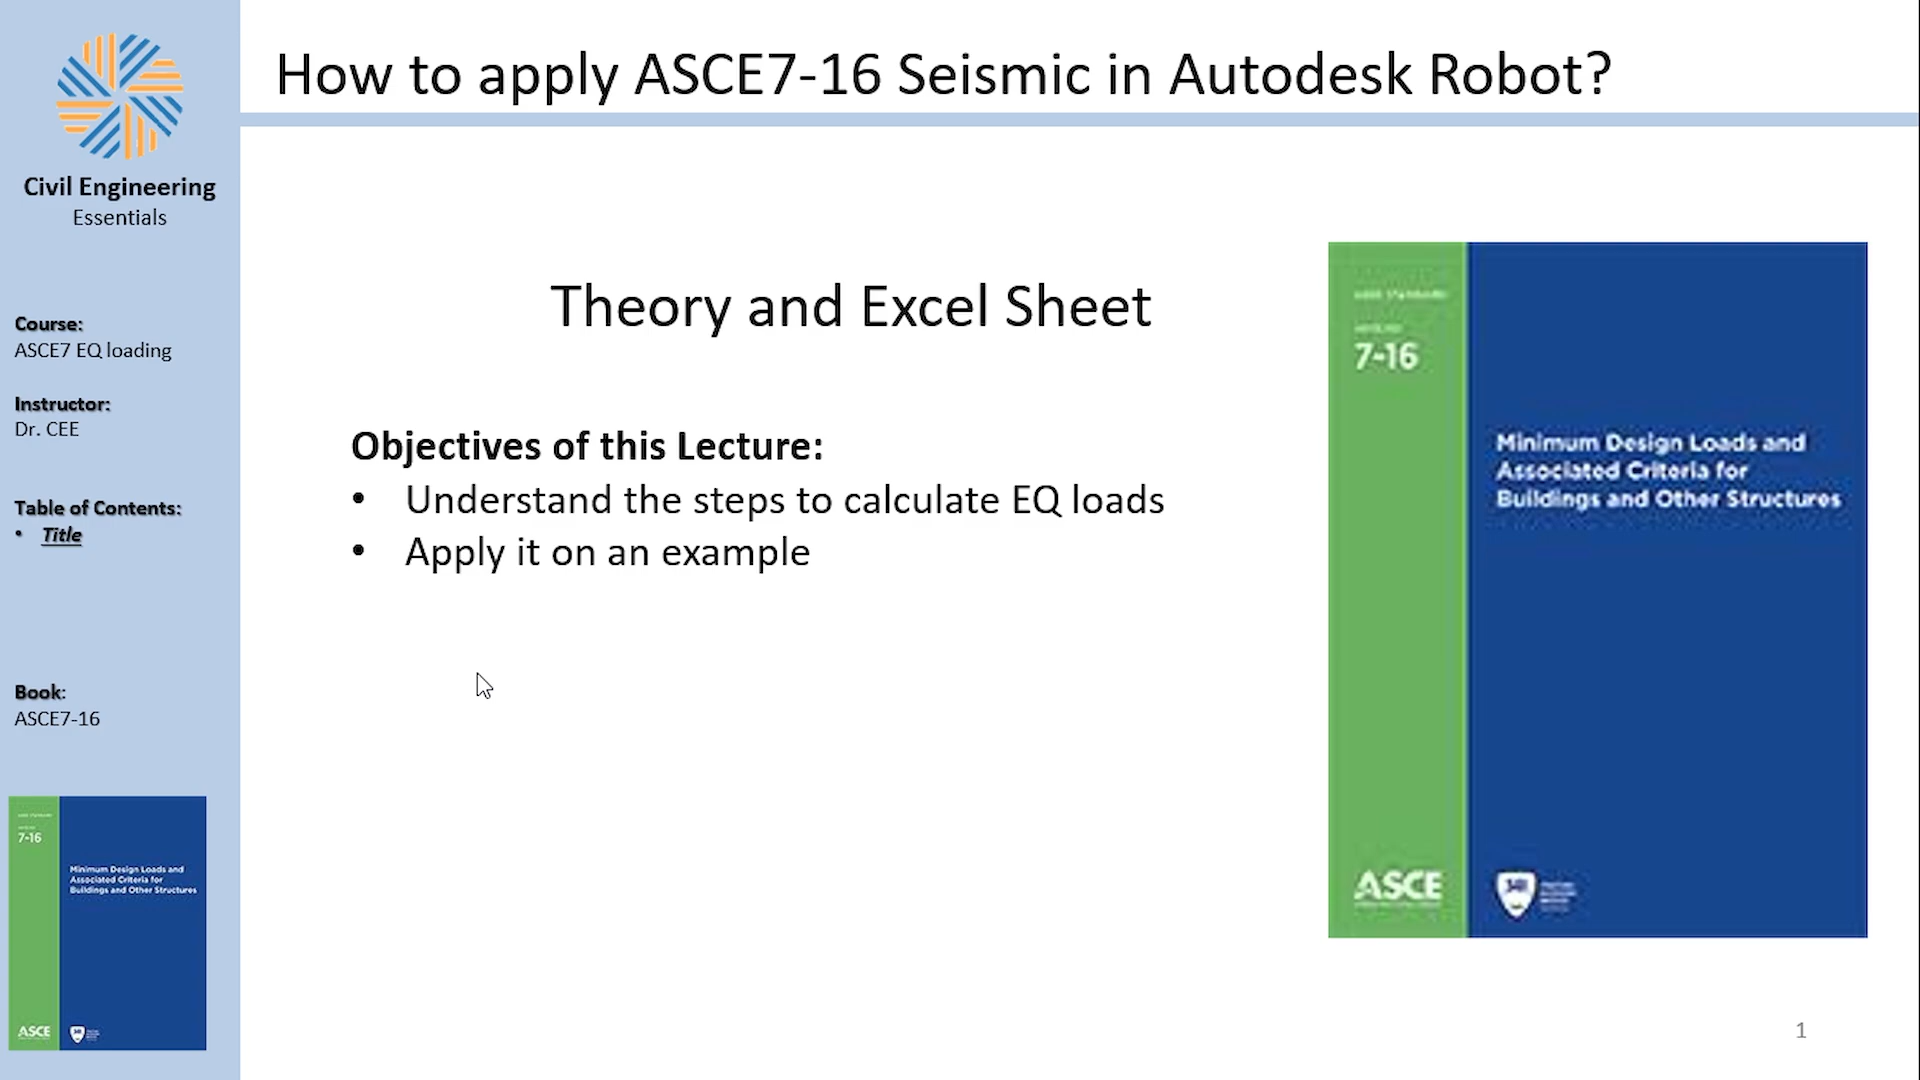 How to apply ASCE7-16 Seismic in Autodesk Robot?
Civil Engineering
Essentials
Course:
ASCE7 EQ loading
Instructor:
Dr. CEE
Table of Contents:
• Title
Book:
ASCE7-16
7-16
Minimum Design Loads and
Associated Criteria for
Buildings and Other Structures
ASCE
Theory and Excel Sheet
Objectives of this Lecture:
• Understand the steps to calculate EQ loads
• Apply it on an example
7-16
Minimum Design Loads and
Associated Criteria for
Buildings and Other Structures
ASCE
1